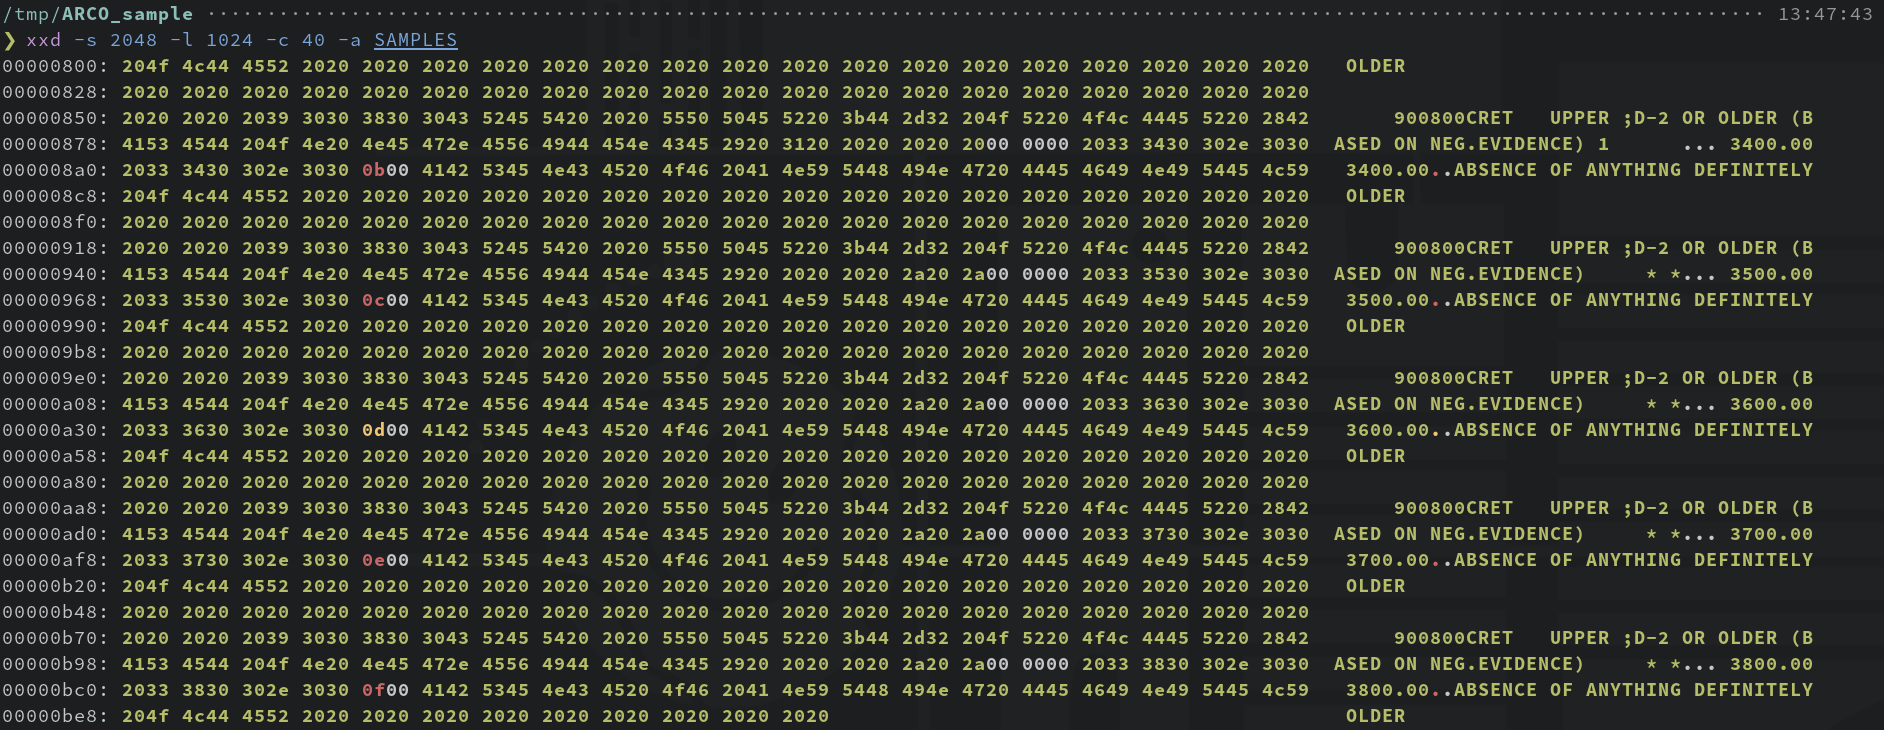 /tmp/ARCO_sample ·································································································································· 13:47:43
❯ xxd -s 2048 -l 1024 -c 40 -a SAMPLES
00000800: 204f 4c44 4552 2020 2020 2020 2020 2020 2020 2020 2020 2020 2020 2020 2020 2020   OLDER
00000828: 2020 2020 2020 2020 2020 2020 2020 2020 2020 2020 2020 2020 2020 2020 2020 2020
00000850: 2020 2020 2039 3030 3830 3043 5245 5420 2020 5550 5045 5220 3b44 2d32 204f 5220 4f4c 4445 5220 2842       900800CRET   UPPER ;D-2 OR OLDER (B
00000878: 4153 4544 204f 4e20 4e45 472e 4556 4944 454e 4345 2920 3120 2020 2020 2000 0000 2033 3430 302e 3030  ASED ON NEG.EVIDENCE) 1      ... 3400.00
000008a0: 2033 3430 302e 3030 0b00 4142 5345 4e43 4520 4f46 2041 4e59 5448 494e 4720 4445 4649 4e49 5445 4c59   3400.00..ABSENCE OF ANYTHING DEFINITELY
000008c8: 204f 4c44 4552 2020 2020 2020 2020 2020 2020 2020 2020 2020 2020 2020 2020 2020 2020 2020 2020 2020   OLDER
000008f0: 2020 2020 2020 2020 2020 2020 2020 2020 2020 2020 2020 2020 2020 2020 2020 2020 2020 2020 2020 2020
00000918: 2020 2020 2039 3030 3830 3043 5245 5420 2020 5550 5045 5220 3b44 2d32 204f 5220 4f4c 4445 5220 2842       900800CRET   UPPER ;D-2 OR OLDER (B
00000940: 4153 4544 204f 4e20 4e45 472e 4556 4944 454e 4345 2920 2020 2020 2a20 2a00 0000 2033 3530 302e 3030  ASED ON NEG.EVIDENCE)     * *... 3500.00
00000968: 2033 3530 302e 3030 0c00 4142 5345 4e43 4520 4f46 2041 4e59 5448 494e 4720 4445 4649 4e49 5445 4c59   3500.00..ABSENCE OF ANYTHING DEFINITELY
00000990: 204f 4c44 4552 2020 2020 2020 2020 2020 2020 2020 2020 2020 2020 2020 2020 2020 2020 2020 2020 2020   OLDER
000009b8: 2020 2020 2020 2020 2020 2020 2020 2020 2020 2020 2020 2020 2020 2020 2020 2020 2020 2020 2020 2020
000009e0: 2020 2020 2039 3030 3830 3043 5245 5420 2020 5550 5045 5220 3b44 2d32 204f 5220 4f4c 4445 5220 2842       900800CRET   UPPER ;D-2 OR OLDER (B
00000a08: 4153 4544 204f 4e20 4e45 472e 4556 4944 454e 4345 2920 2020 2020 2a20 2a00 0000 2033 3630 302e 3030  ASED ON NEG.EVIDENCE)     * *... 3600.00
00000a30: 2033 3630 302e 3030 0d00 4142 5345 4e43 4520 4f46 2041 4e59 5448 494e 4720 4445 4649 4e49 5445 4c59   3600.00..ABSENCE OF ANYTHING DEFINITELY
00000a58: 204f 4c44 4552 2020 2020 2020 2020 2020 2020 2020 2020 2020 2020 2020 2020 2020 2020 2020 2020 2020   OLDER
00000a80: 2020 2020 2020 2020 2020 2020 2020 2020 2020 2020 2020 2020 2020 2020 2020 2020 2020 2020 2020 2020
00000aa8: 2020 2020 2039 3030 3830 3043 5245 5420 2020 5550 5045 5220 3b44 2d32 204f 5220 4f4c 4445 5220 2842       900800CRET   UPPER ;D-2 OR OLDER (B
00000ad0: 4153 4544 204f 4e20 4e45 472e 4556 4944 454e 4345 2920 2020 2020 2a20 2a00 0000 2033 3730 302e 3030  ASED ON NEG.EVIDENCE)     * *... 3700.00
00000af8: 2033 3730 302e 3030 0e00 4142 5345 4e43 4520 4f46 2041 4e59 5448 494e 4720 4445 4649 4e49 5445 4c59   3700.00..ABSENCE OF ANYTHING DEFINITELY
00000b20: 204f 4c44 4552 2020 2020 2020 2020 2020 2020 2020 2020 2020 2020 2020 2020 2020 2020 2020 2020 2020   OLDER
00000b48: 2020 2020 2020 2020 2020 2020 2020 2020 2020 2020 2020 2020 2020 2020 2020 2020 2020 2020 2020 2020
00000b70: 2020 2020 2039 3030 3830 3043 5245 5420 2020 5550 5045 5220 3b44 2d32 204f 5220 4f4c 4445 5220 2842       900800CRET   UPPER ;D-2 OR OLDER (B
00000b98: 4153 4544 204f 4e20 4e45 472e 4556 4944 454e 4345 2920 2020 2020 2a20 2a00 0000 2033 3830 302e 3030  ASED ON NEG.EVIDENCE)     * *... 3800.00
00000bc0: 2033 3830 302e 3030 0f00 4142 5345 4e43 4520 4f46 2041 4e59 5448 494e 4720 4445 4649 4e49 5445 4c59   3800.00..ABSENCE OF ANYTHING DEFINITELY
00000be8: 204f 4c44 4552 2020 2020 2020 2020 2020 2020 2020   OLDER